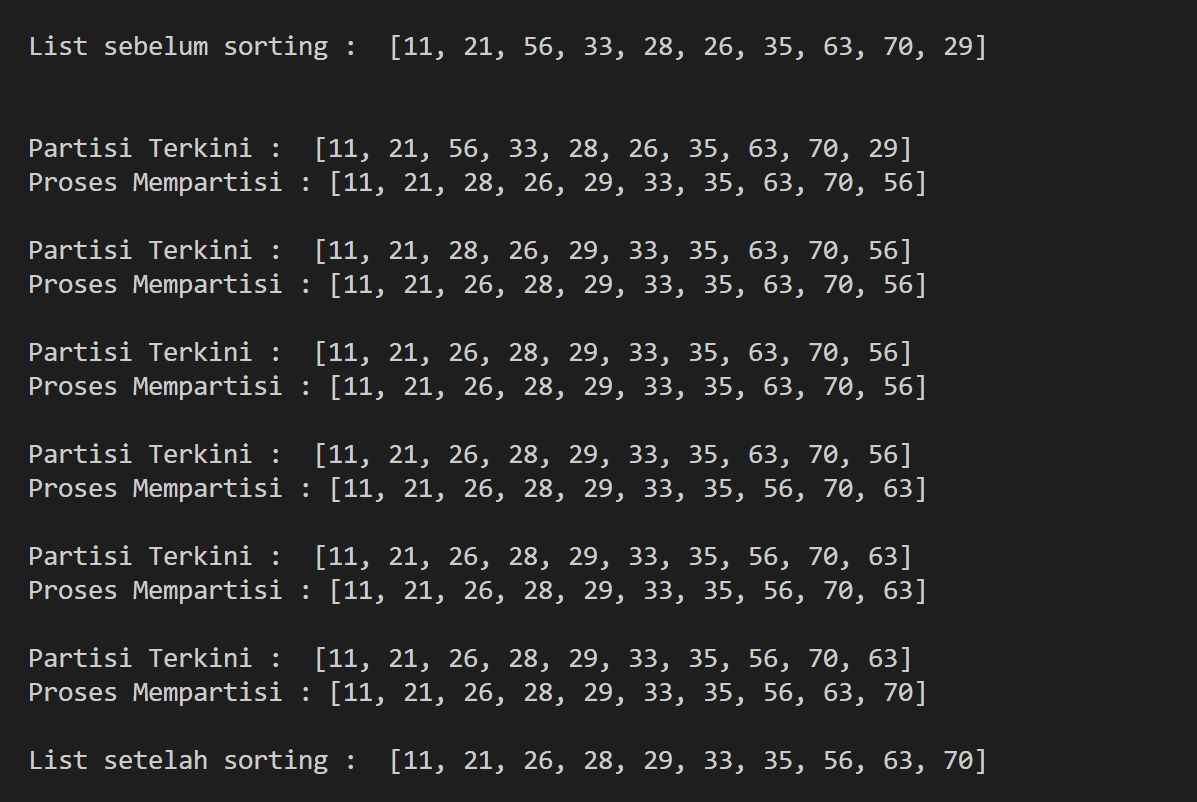 List sebelum sorting :  [11, 21, 56, 33, 28, 26, 35, 63, 70, 29]
Partisi Terkini :  [11, 21, 56, 33, 28, 26, 35, 63, 70, 29]
Proses Mempartisi : [11, 21, 28, 26, 29, 33, 35, 63, 70, 56]
Partisi Terkini :  [11, 21, 28, 26, 29, 33, 35, 63, 70, 56]
Proses Mempartisi : [11, 21, 26, 28, 29, 33, 35, 63, 70, 56]
Partisi Terkini :  [11, 21, 26, 28, 29, 33, 35, 63, 70, 56]
Proses Mempartisi : [11, 21, 26, 28, 29, 33, 35, 63, 70, 56]
Partisi Terkini :  [11, 21, 26, 28, 29, 33, 35, 63, 70, 56]
Proses Mempartisi : [11, 21, 26, 28, 29, 33, 35, 56, 70, 63]
Partisi Terkini :  [11, 21, 26, 28, 29, 33, 35, 56, 70, 63]
Proses Mempartisi : [11, 21, 26, 28, 29, 33, 35, 56, 70, 63]
Partisi Terkini :  [11, 21, 26, 28, 29, 33, 35, 56, 70, 63]
Proses Mempartisi : [11, 21, 26, 28, 29, 33, 35, 56, 63, 70]
List setelah sorting :  [11, 21, 26, 28, 29, 33, 35, 56, 63, 70]